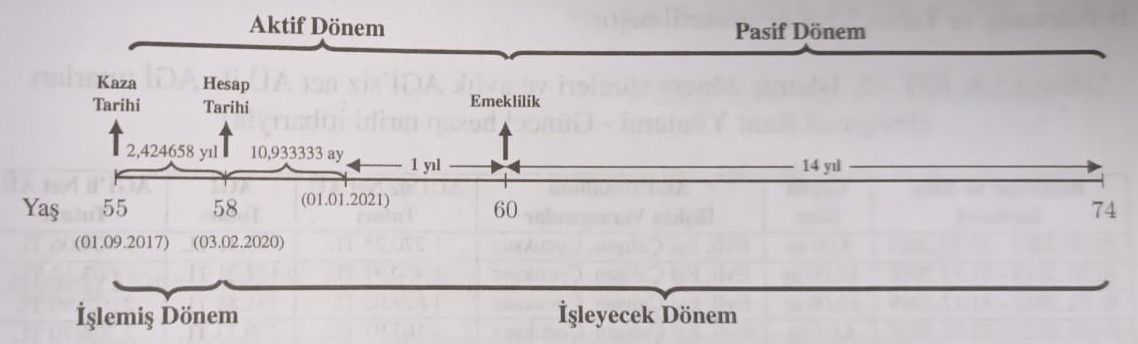 Aktif Dönem
Pasif Dönem
Kaza
Tarihi
Hesap
Tarihi
Emeklilik
2,424658 yıl
10,933333 ay
1 yıl
14 yıl
(01.01.2021)
Yaş 55 58 60 74
(01.09.2017) (03.02.2020)
İşlemiş Dönem
İşleyecek Dönem